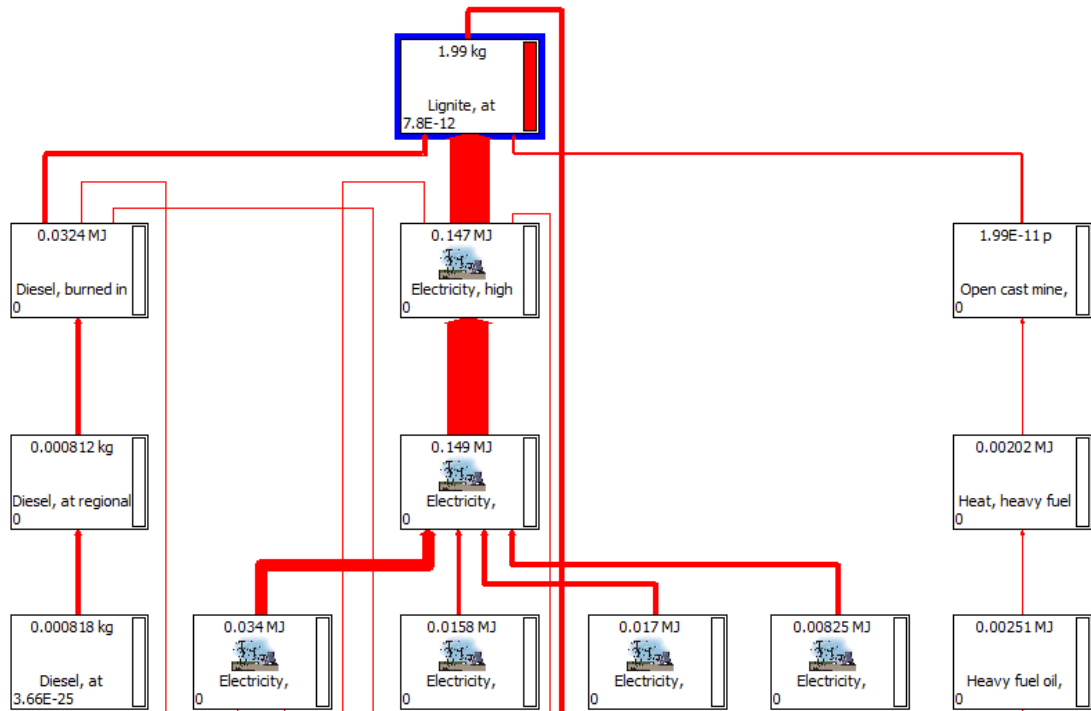 1.99 kg
Lignite, at
7.8E-12
0.0324 MJ
Diesel, burned in
0
0.147 MJ
Electricity, high
0
1.99E-11 p
Open cast mine,
0
0.000812 kg
Diesel, at regional
0
0.149 MJ
Electricity,
0
0.00202 MJ
Heat, heavy fuel
0
0.000818 kg
Diesel, at
3.66E-25
0.034 MJ
Electricity,
0
0.0158 MJ
Electricity,
0
0.017 MJ
Electricity,
0
0.00825 MJ
Electricity,
0
0.00251 MJ
Heavy fuel oil,
0